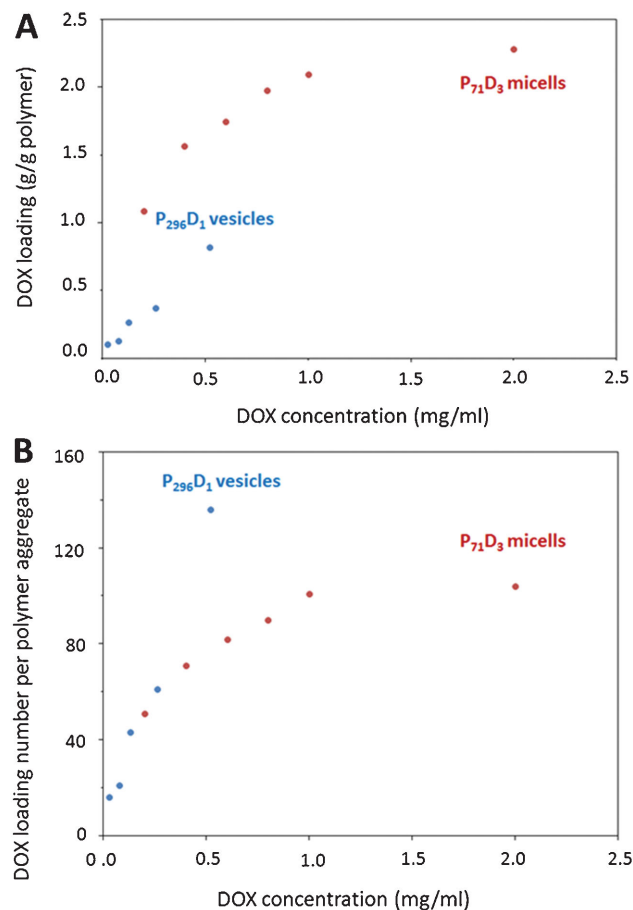 A
DOX loading (g/g polymer)
2.5
2.0
1.5
1.0
0.5
0.0
P71D3 micells
P296D1 vesicles
0.0 0.5 1.0 1.5 2.0 2.5
DOX concentration (mg/ml)
B
DOX loading number per polymer aggregate
160
120
80
40
0
P296D1 vesicles
P71D3 micells
0 .0 0.5 1.0 1.5 2.0 2.5
DOX concentration (mg/ml)